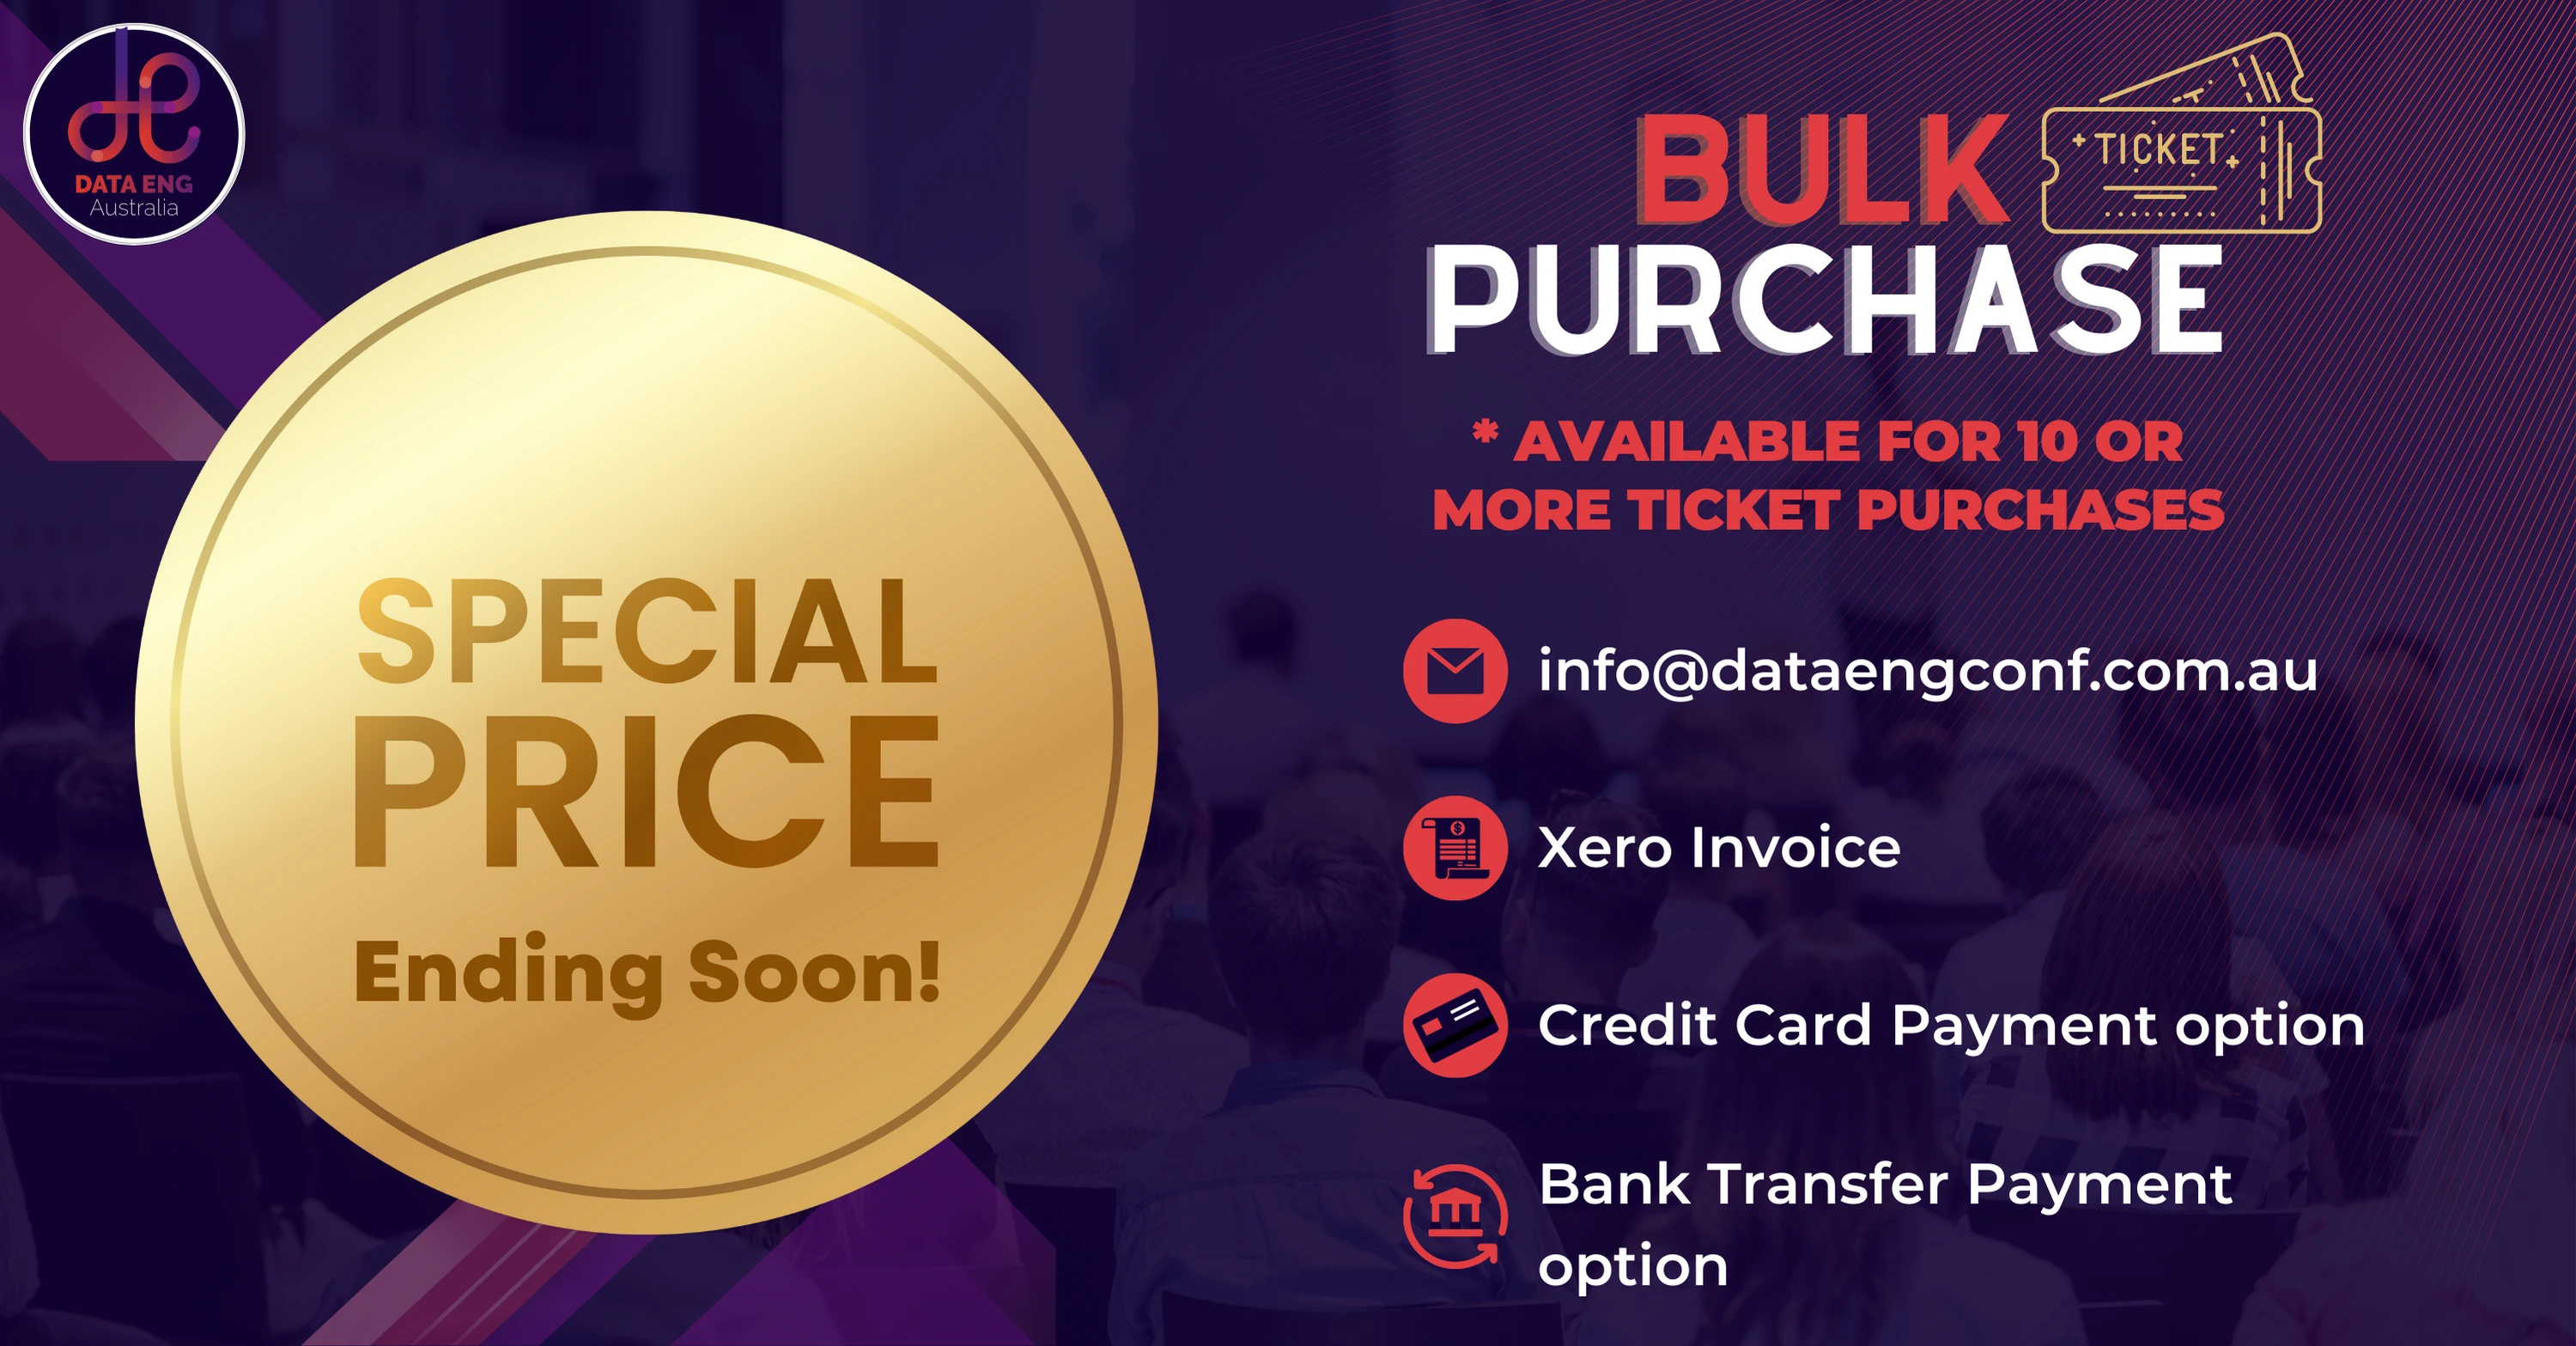 DATA ENG
Australia
SPECIAL
PRICE
Ending Soon!
BULK
TICKET
PURCHASE
* AVAILABLE FOR 10 OR
MORE TICKET PURCHASES
info@dataengconf.com.au
Xero Invoice
Credit Card Payment option
Bank Transfer Payment
option